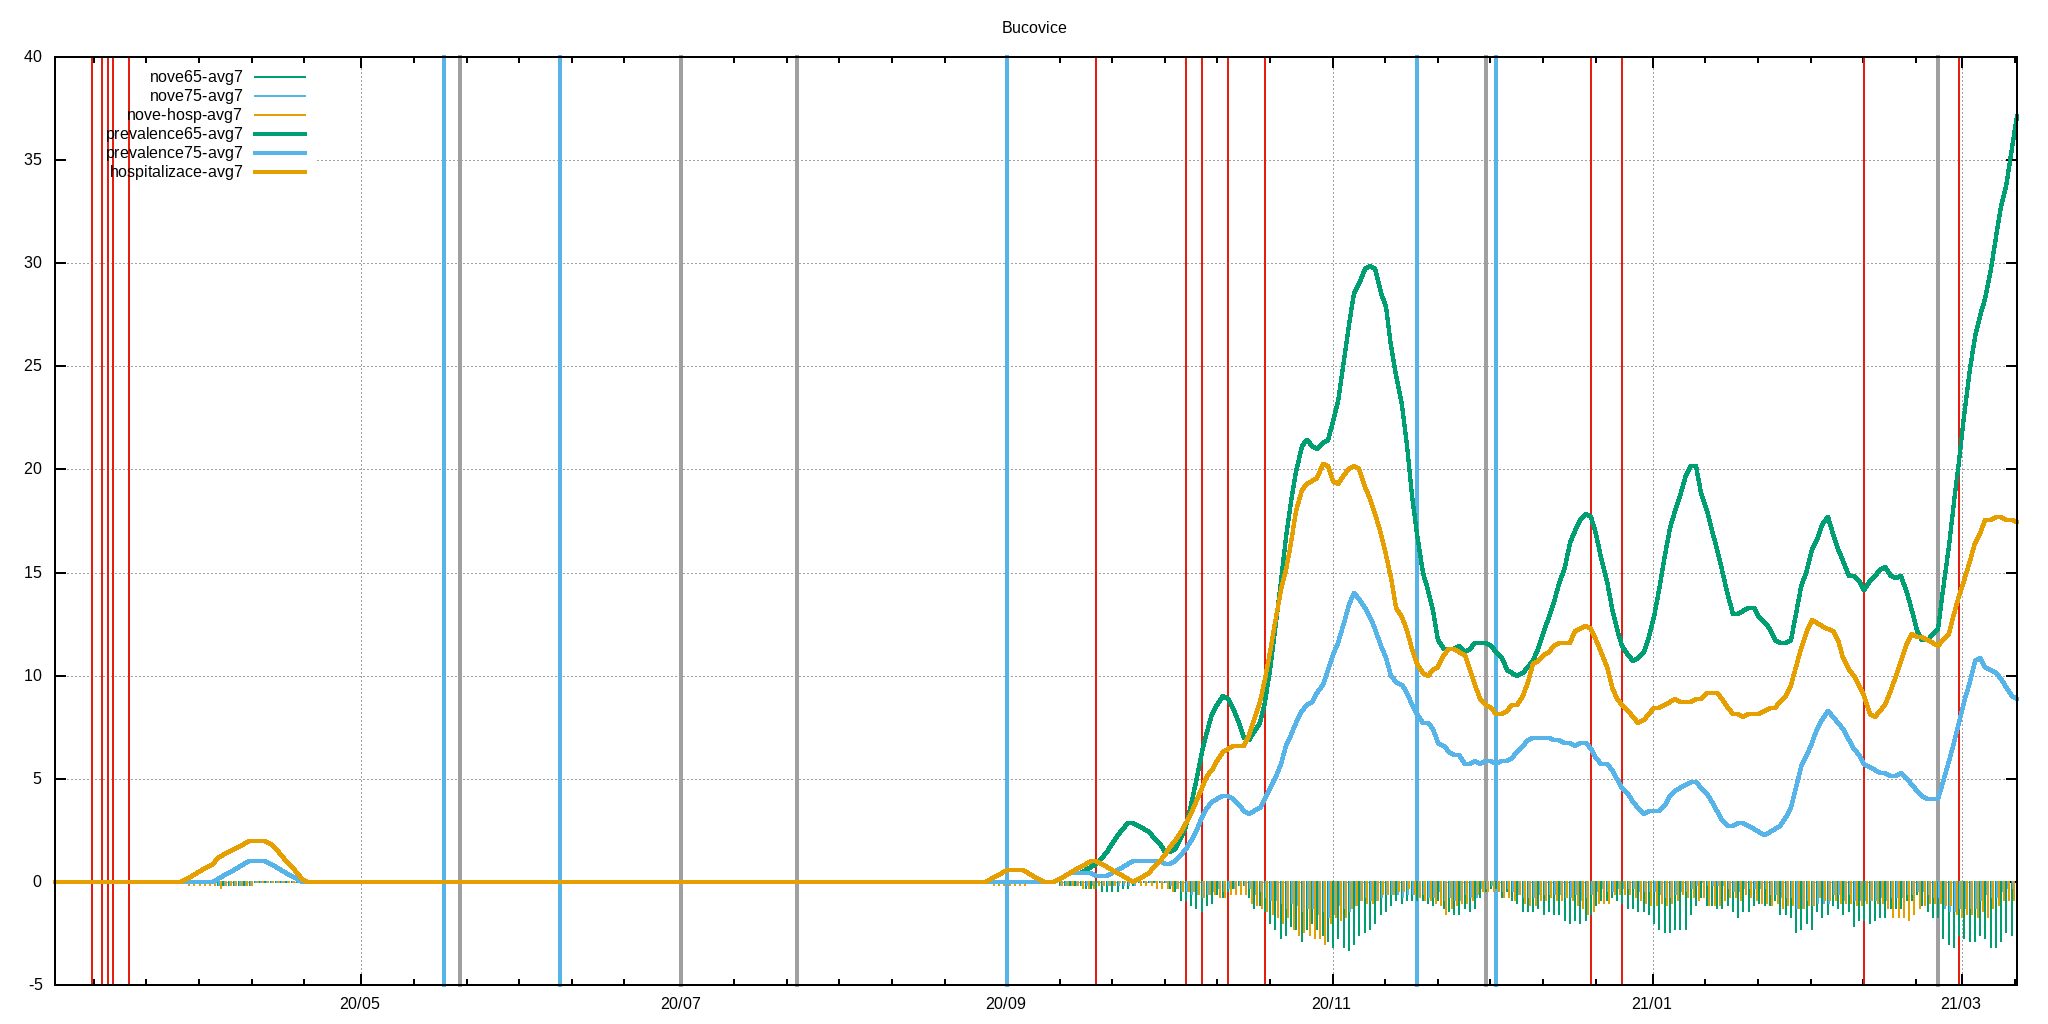 Bucovice
40
35
30
25
20
15
10
5
0
-5
nove65-avg7
nove75-avg7
nove-hosp-avg7
prevalence65-avg7
prevalence75-avg7
hospitalizace-avg7
20/05
20/07
20/09
20/11
21/01
21/03